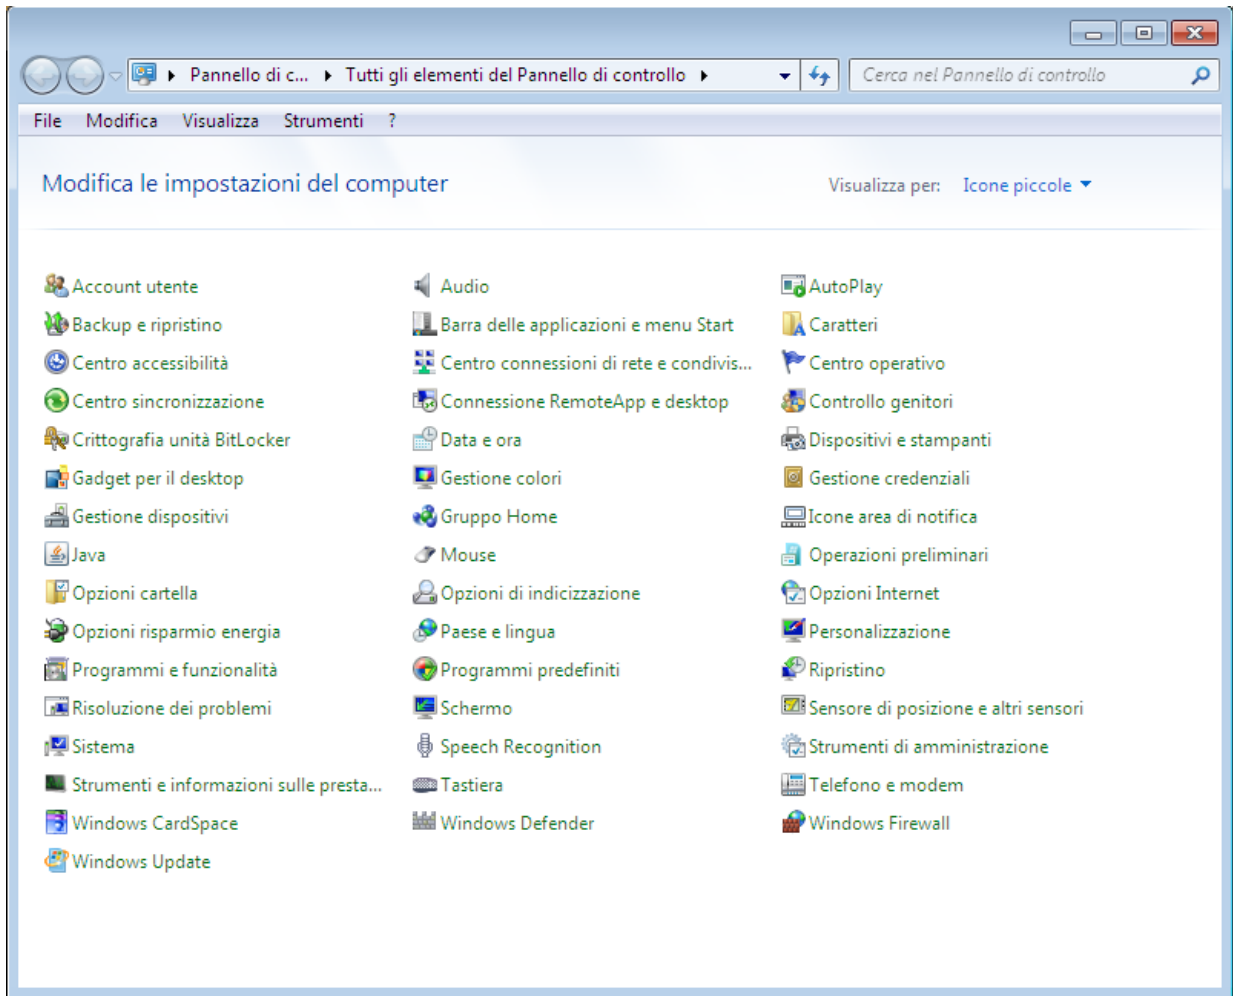 Pannello di c... Tutti gli elementi del Pannello di controllo Cerca nel Pannello di controllo
File Modifica Visualizza Strumenti ?
Modifica le impostazioni del computer Visualizza per: Icone piccole
Account utente Audio AutoPlay
Backup e ripristino Barra delle applicazioni e menu Start Caratteri
Centro accessibilità Centro connessioni di rete e condivis... Centro operativo
Centro sincronizzazione Connessione RemoteApp e desktop Controllo genitori
Crittografia unità BitLocker Data e ora Dispositivi e stampanti
Gadget per il desktop Gestione colori Gestione credenziali
Gestione dispositivi Gruppo Home Icone area di notifica
Java Mouse Operazioni preliminari
Opzioni cartella Opzioni di indicizzazione Opzioni Internet
Opzioni risparmio energia Paese e lingua Personalizzazione
Programmi e funzionalità Programmi predefiniti Ripristino
Risoluzione dei problemi Schermo Sensore di posizione e altri sensori
Sistema Speech Recognition Strumenti di amministrazione
Strumenti e informazioni sulle presta... Tastiera Telefono e modem
Windows CardSpace Windows Defender Windows Firewall
Windows Update